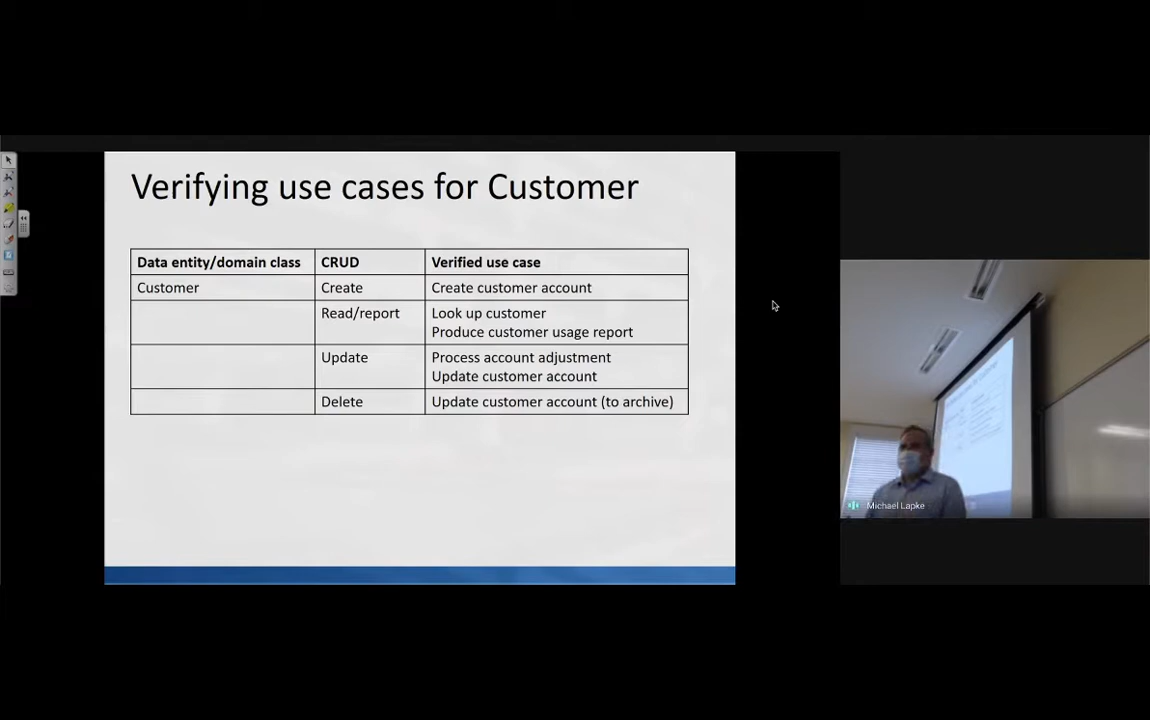 Verifying use cases for Customer
Data entity/domain class CRUD Verified use case
Customer Create Create customer account
Read/report Look up customer
Produce customer usage report
Update Process account adjustment
Update customer account
Delete Update customer account (to archive)
Michael Lapke